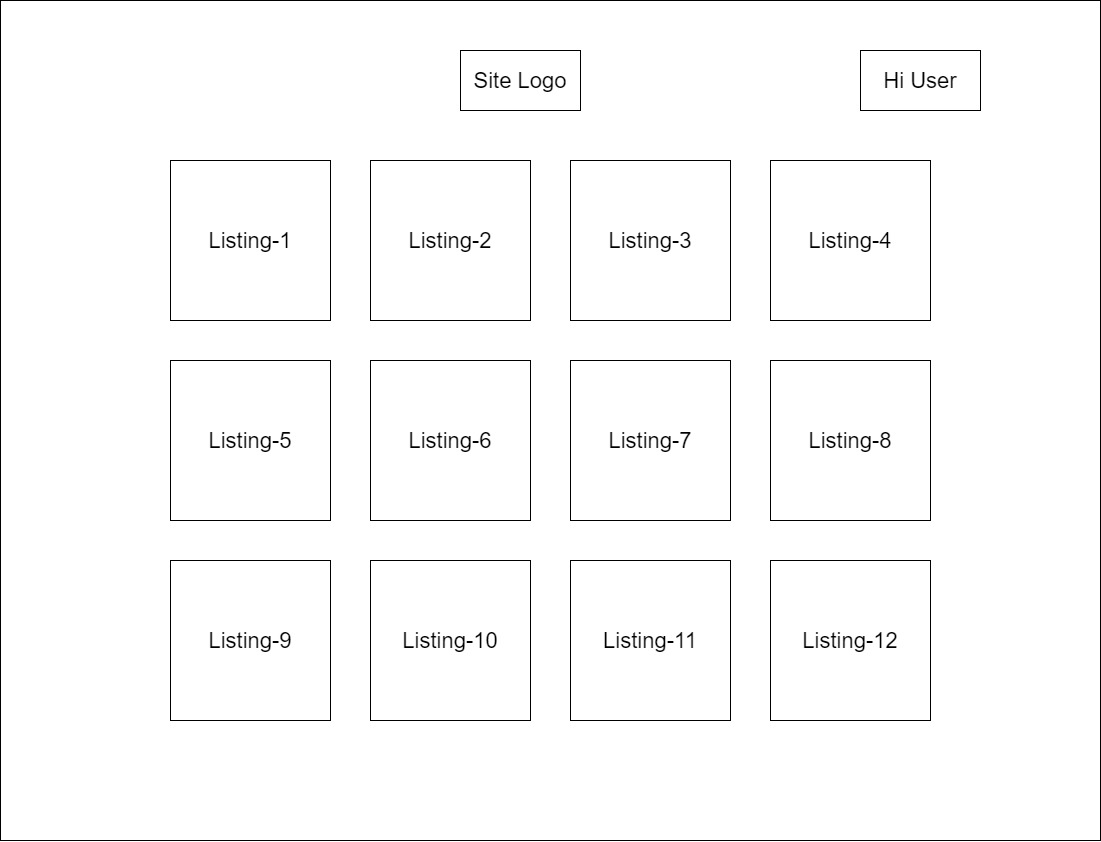 Site Logo
Hi User
Listing-1
Listing-2
Listing-3
Listing-4
Listing-5
Listing-6
Listing-7
Listing-8
Listing-9
Listing-10
Listing-11
Listing-12